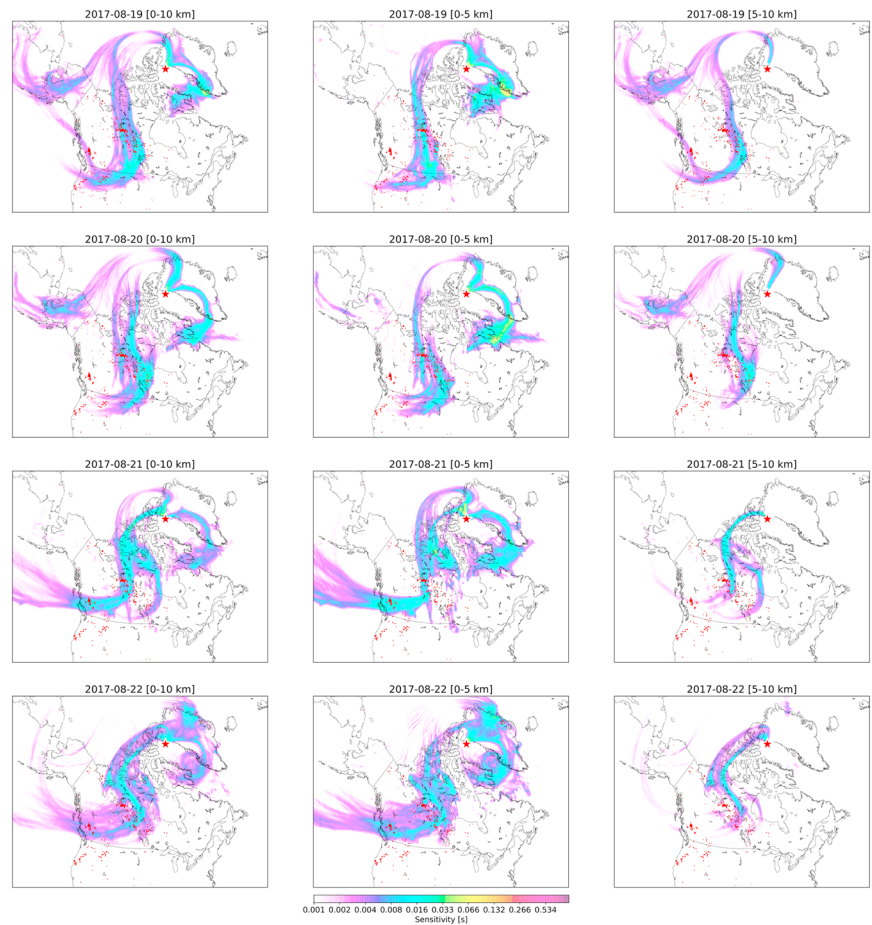 2017-08-19 [0-10 km]
2017-08-19 [0-5 km]
2017-08-19 [5-10 km]
2017-08-20 [0-10 km]
2017-08-20 [0-5 km]
2017-08-20 [5-10 km]
2017-08-21 [0-10 km]
2017-08-21 [0-5 km]
2017-08-21 [5-10 km]
2017-08-22 [0-10 km]
2017-08-22 [0-5 km]
2017-08-22 [5-10 km]
0.001 0.002 0.004 0.008 0.016 0.033 0.066 0.132 0.266 0.534
Sensitivity [s]